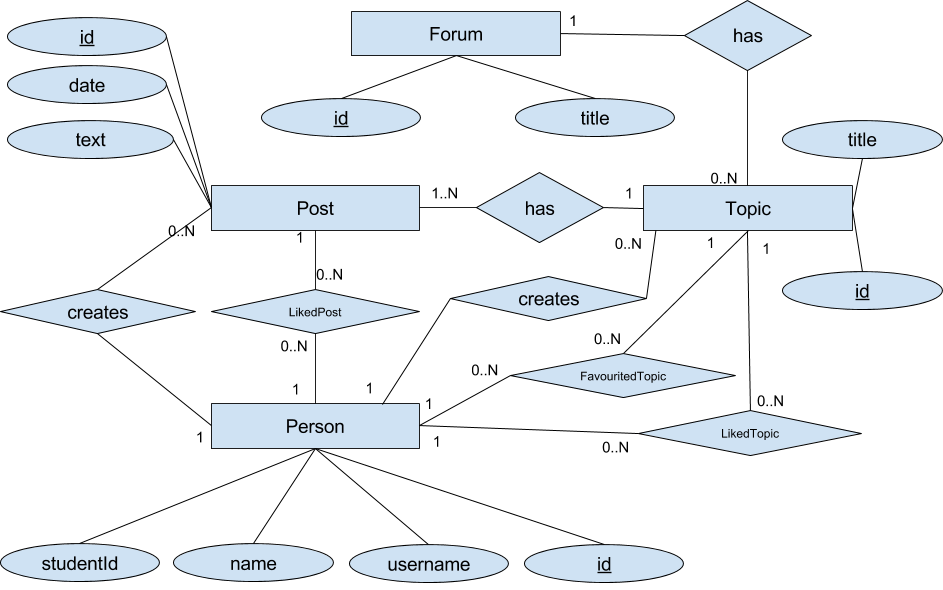 id
Forum
1
has
date
id
title
text
title
0..N
Post
1..N
has
1
Topic
0..N
1
0..N
1
1
0..N
id
creates
LikedPost
creates
0..N
0..N
0..N
FavouritedTopic
1
1
1
0..N
Person
LikedTopic
1
1
0..N
studentId
name
username
id